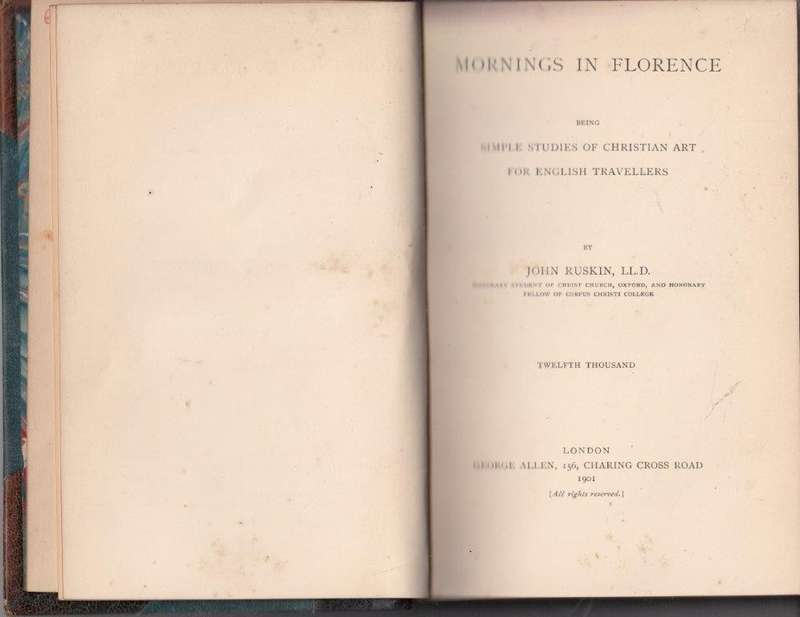 MORNINGS IN FLORENCE
BEING
SIMPLE STUDIES OF CHRISTIAN ART
FOR ENGLISH TRAVELLERS
BY
JOHN RUSKIN, LL.D.
HONORARY STUDENT OF CHRIST CHURCH, OXFORD, AND HONORARY
FELLOW OF CORPUS CHRISTI COLLEGE
TWELFTH THOUSAND
LONDON
GEORGE ALLEN, 156, CHARING CROSS ROAD
1901
[All rights reserved.]